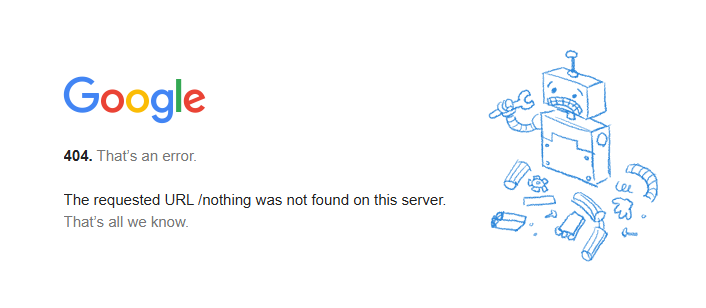 Google
404. That's an error.
The requested URL /nothing was not found on this server.
That's all we know.